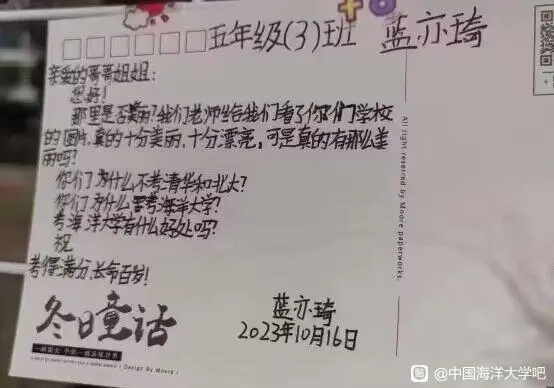 五年级(3)班 蓝亦琦
亲爱的哥哥姐姐:
您好!
那里是否美丽?我们老师给我们看了你们学校
的图片,真的十分美丽,十分漂亮,可是真的有那么美
丽吗?
你们为什么不考清华和北大?
你们为什么要考海洋大学?
考海洋大学有什么好处吗?
祝
考得满分,长命百岁!
蓝亦琦
2023年10月16日
冬日童话
Design By Moore
All right reserved by Moore paperworks.
@中国海洋大学吧